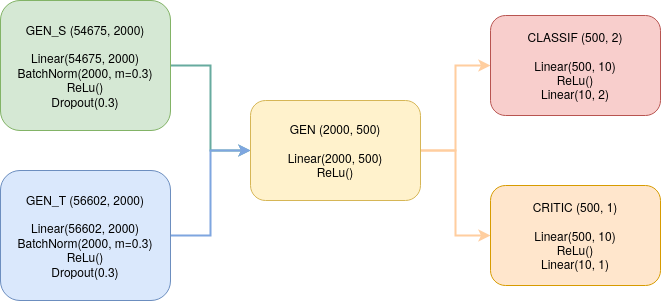 GEN_S (54675, 2000)
Linear(54675, 2000)
BatchNorm(2000, m=0.3)
ReLu()
Dropout(0.3)
GEN_T (56602, 2000)
Linear(56602, 2000)
BatchNorm(2000, m=0.3)
ReLu()
Dropout(0.3)
GEN (2000, 500)
Linear(2000, 500)
ReLu()
CLASSIF (500, 2)
Linear(500, 10)
ReLu()
Linear(10, 2)
CRITIC (500, 1)
Linear(500, 10)
ReLu()
Linear(10, 1)